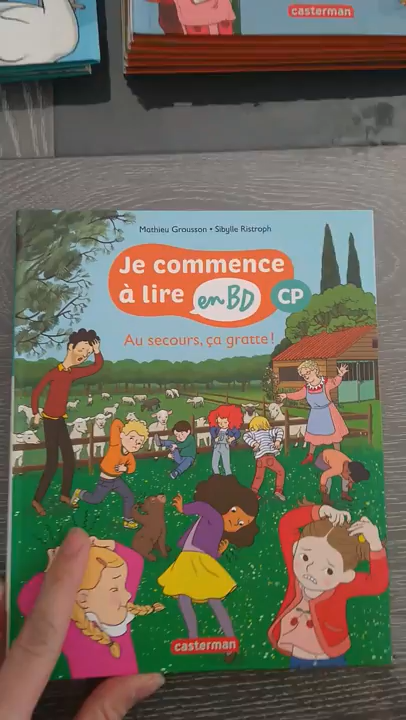 casterman
Mathieu Grousson • Sibylle Ristroph
Je commence
à lire en BD CP
Au secours, ça gratte !
casterman